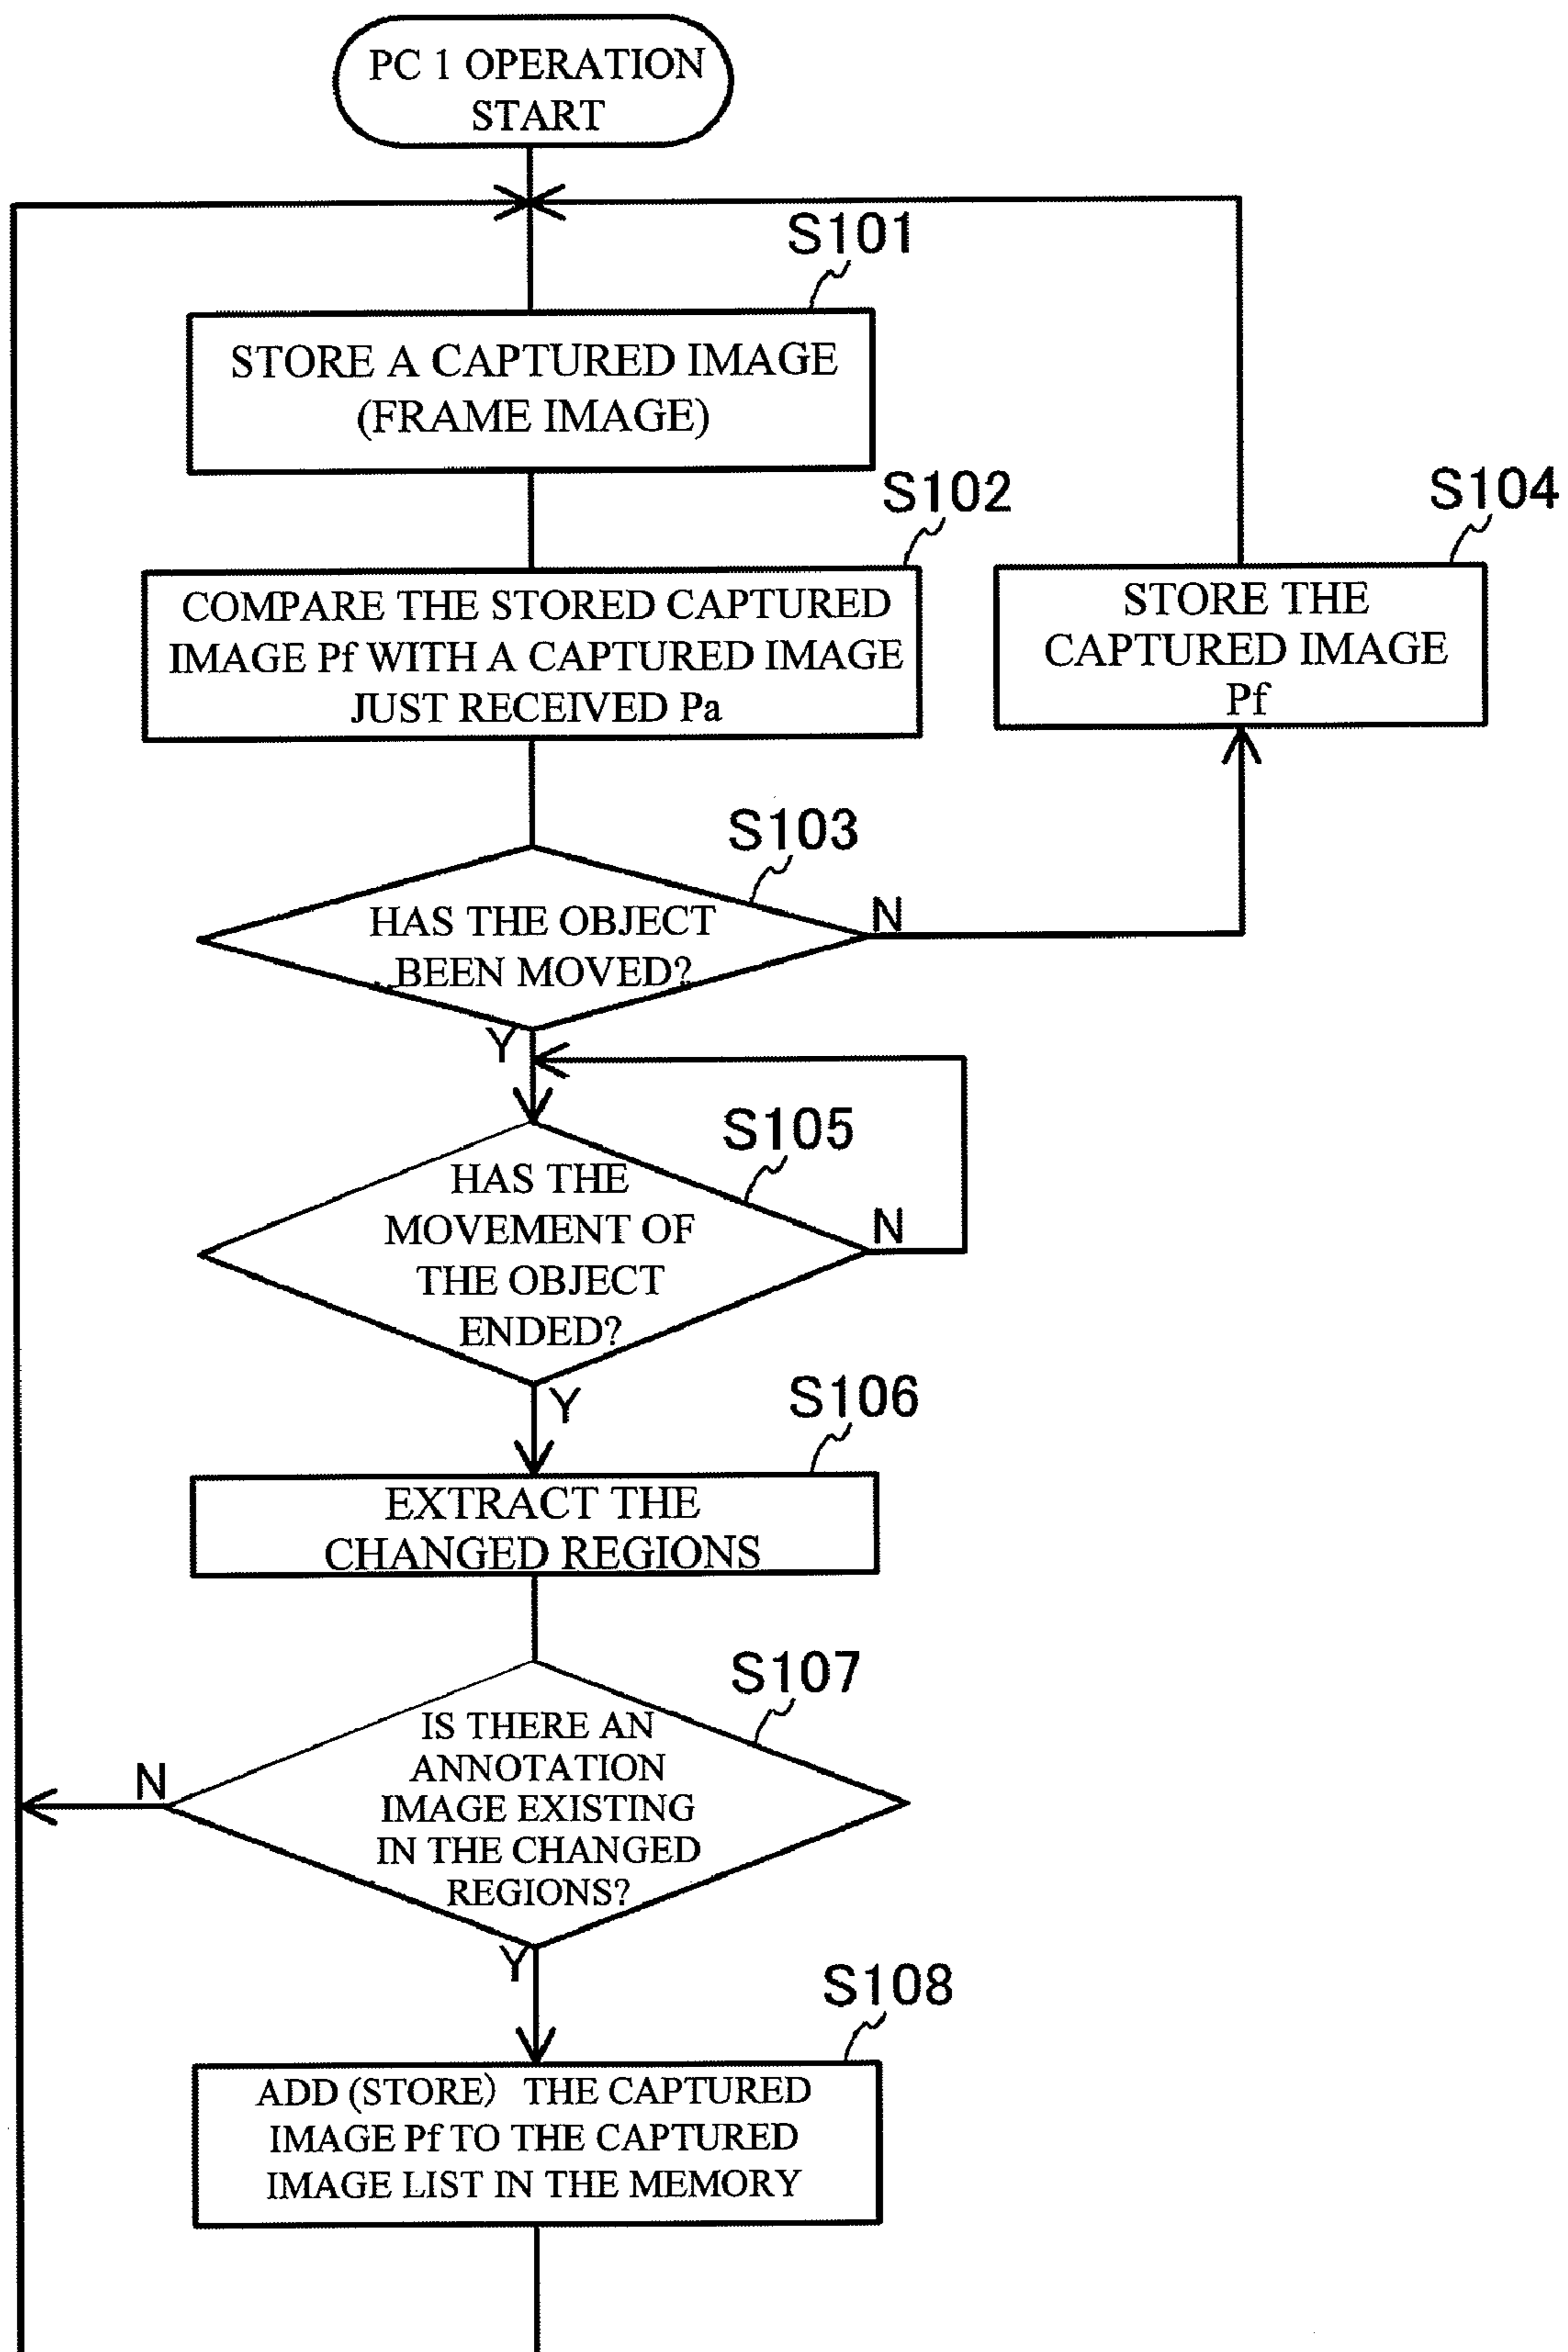 PC 1 OPERATION
START
S101
STORE A CAPTURED IMAGE
(FRAME IMAGE)
S102
COMPARE THE STORED CAPTURED
IMAGE Pf WITH A CAPTURED IMAGE
JUST RECEIVED Pa
S104
STORE THE
CAPTURED IMAGE
Pf
S103
HAS THE OBJECT
BEEN MOVED?
N
Y
S105
HAS THE
MOVEMENT OF
THE OBJECT
ENDED?
N
Y
S106
EXTRACT THE
CHANGED REGIONS
S107
IS THERE AN
ANNOTATION
IMAGE EXISTING
IN THE CHANGED
REGIONS?
N
Y
S108
ADD (STORE) THE CAPTURED
IMAGE Pf TO THE CAPTURED
IMAGE LIST IN THE MEMORY